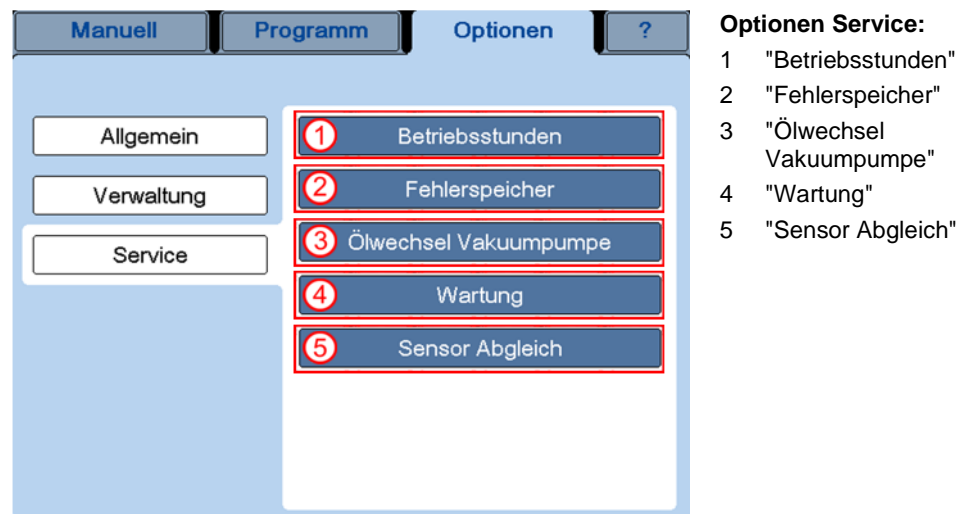 Manuell Programm Optionen ?
Allgemein
Verwaltung
Service
1 Betriebsstunden
2 Fehlerspeicher
3 Ölwechsel Vakuumpumpe
4 Wartung
5 Sensor Abgleich
Optionen Service:
1 "Betriebsstunden"
2 "Fehlerspeicher"
3 "Ölwechsel
Vakuumpumpe"
4 "Wartung"
5 "Sensor Abgleich"